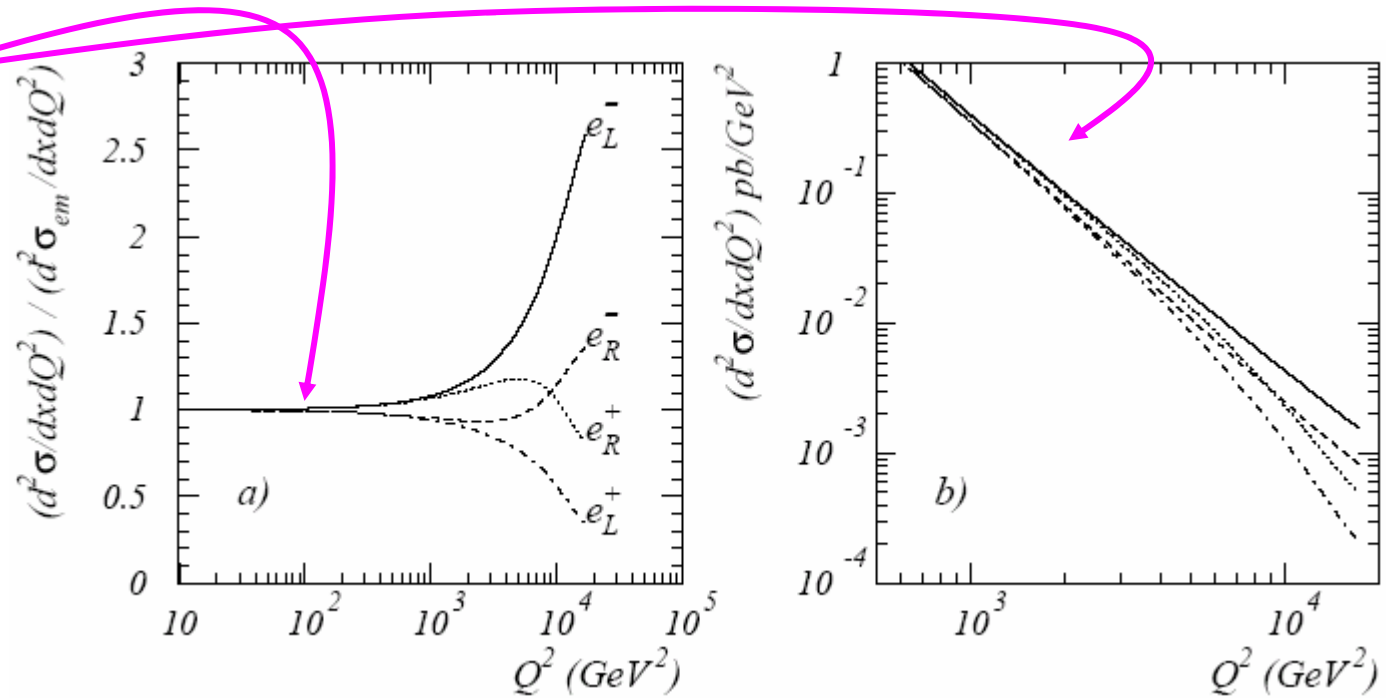 (d²σ/dxdQ²) / (d²σem/dxdQ²)
3
2.5
2
1.5
1
0.5
0
e⁻L
e⁻R
e⁺R
e⁺L
a)
10
10²
10³
10⁴
10⁵
Q² (GeV²)
(d²σ/dxdQ²) pb/GeV²
1
10⁻¹
10⁻²
10⁻³
10⁻⁴
b)
10³
10⁴
Q² (GeV²)